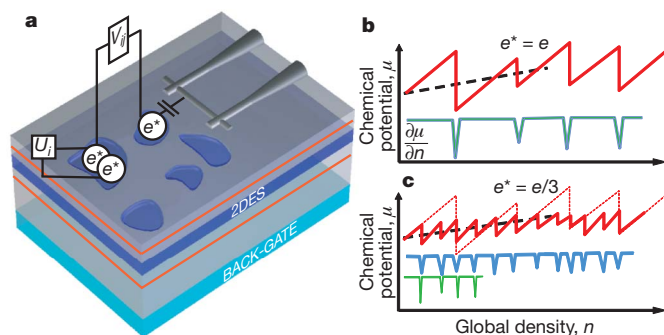 a
V_ij
U_i
e*
e*
e*
2DES
BACK-GATE
b
e* = e
Chemical
potential, μ
∂μ
∂n
c
e* = e/3
Chemical
potential, μ
Global density, n